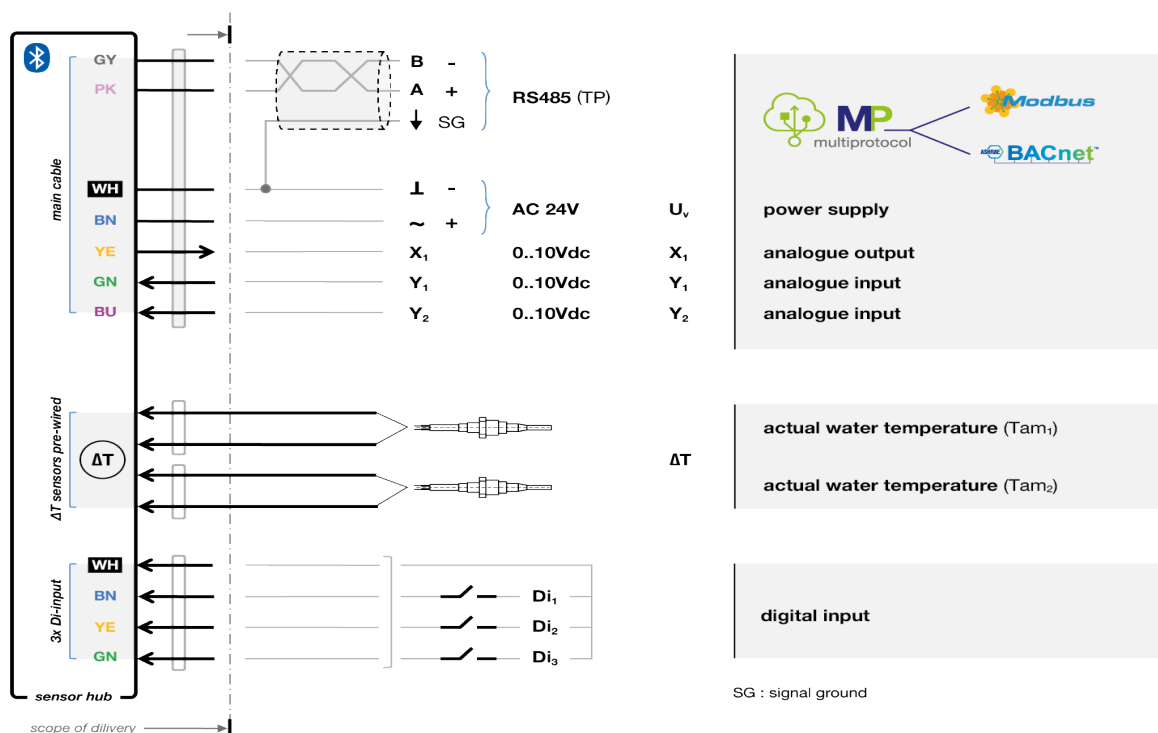 GY B -
PK A + RS485 (TP)
SG
MP
multiprotocol
Modbus
ASHRAE BACnet™
main cable
WH ⊥ -
AC 24V Uv power supply
BN ~ +
YE X₁ 0..10Vdc X₁ analogue output
GN Y₁ 0..10Vdc Y₁ analogue input
BU Y₂ 0..10Vdc Y₂ analogue input
ΔT sensors pre-wired
ΔT ΔT
actual water temperature (Tam₁)
actual water temperature (Tam₂)
3x Di-input
WH
BN Di₁
YE Di₂
GN Di₃
digital input
sensor hub
SG : signal ground
scope of dilivery